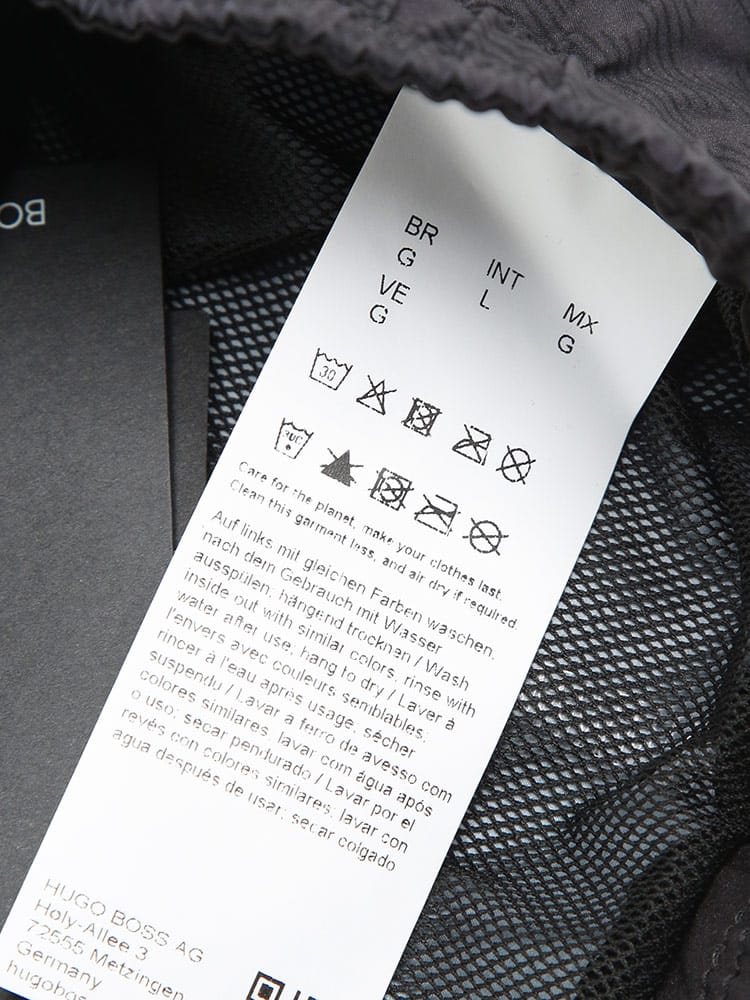 BO
BR
G
INT
L
MX
G
VE
G
30
30C
Care for the planet, make your clothes last.
Clean this garment less, and air dry if required.
Auf links mit gleichen Farben waschen,
nach dem Gebrauch mit Wasser
ausspülen, hängend trocknen / Wash
inside out with similar colors, rinse with
water after use; hang to dry / Laver à
l'envers avec couleurs semblables;
rincer à l'eau après usage; sécher
suspendu / Lavar a ferro de avesso com
colores similares, lavar com água após
o uso; secar pendurado / Lavar por el
revés con colores similares; lavar con
agua después de usar; secar colgado
HUGO BOSS AG
Holy-Allee 3
72555 Metzingen
Germany
hugobos